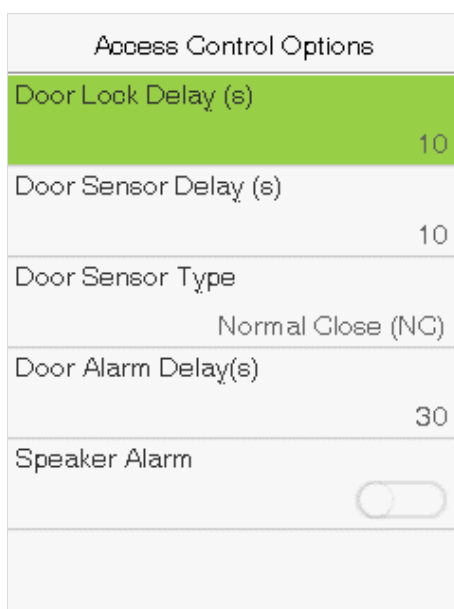 Access Control Options
Door Lock Delay (s)
10
Door Sensor Delay (s)
10
Door Sensor Type
Normal Close (NC)
Door Alarm Delay(s)
30
Speaker Alarm